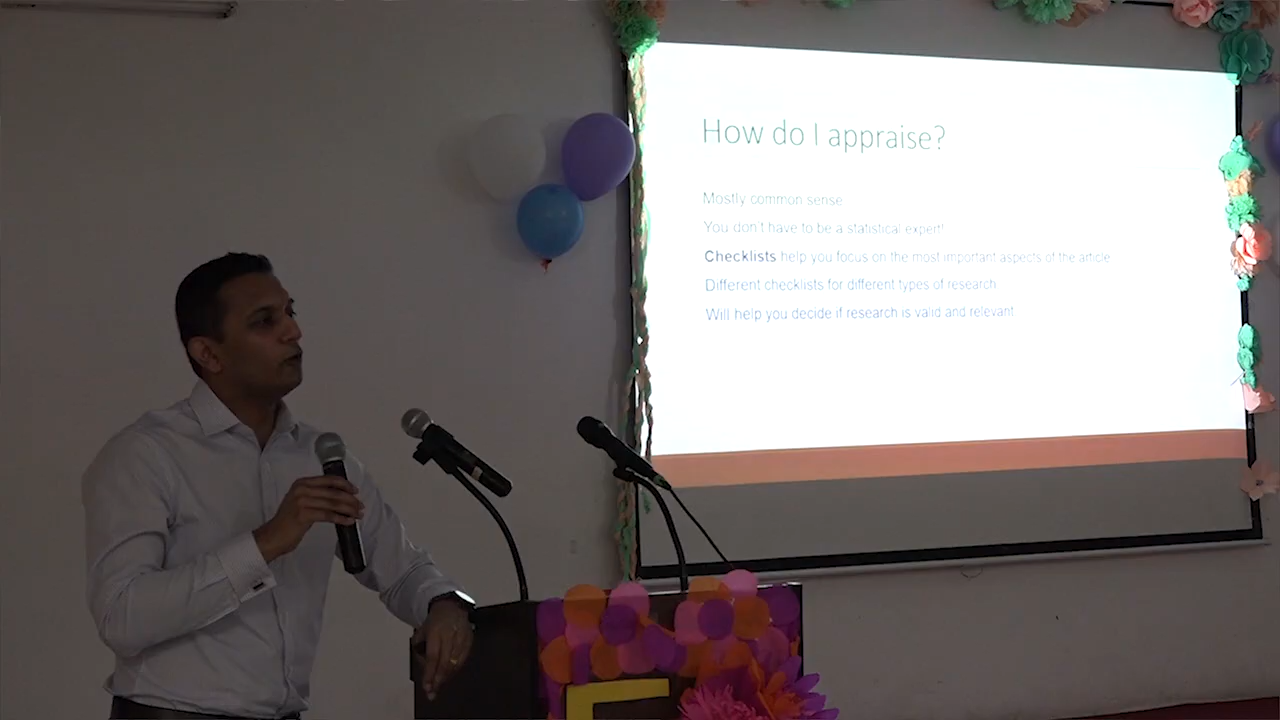 How do I appraise?
Mostly common sense
You don't have to be a statistical expert!
Checklists help you focus on the most important aspects of the article
Different checklists for different types of research
Will help you decide if research is valid and relevant.